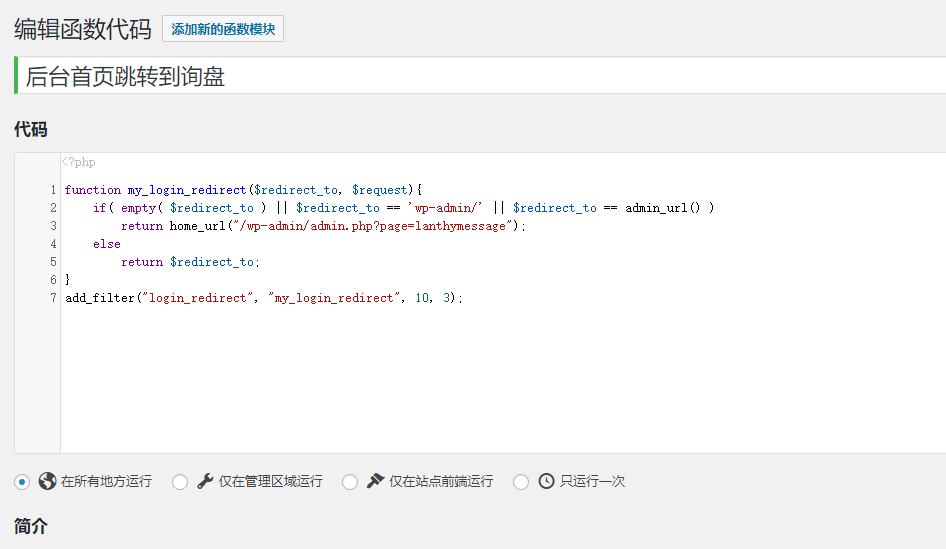 编辑函数代码 添加新的函数模块
后台首页跳转到询盘
代码
<?php
1 function my_login_redirect($redirect_to, $request){
2 if( empty( $redirect_to ) || $redirect_to == 'wp-admin/' || $redirect_to == admin_url() )
3 return home_url("/wp-admin/admin.php?page=lanthymessage");
4 else
5 return $redirect_to;
6 }
7 add_filter("login_redirect", "my_login_redirect", 10, 3);
在所有地方运行 仅在管理区域运行 仅在站点前端运行 只运行一次
简介